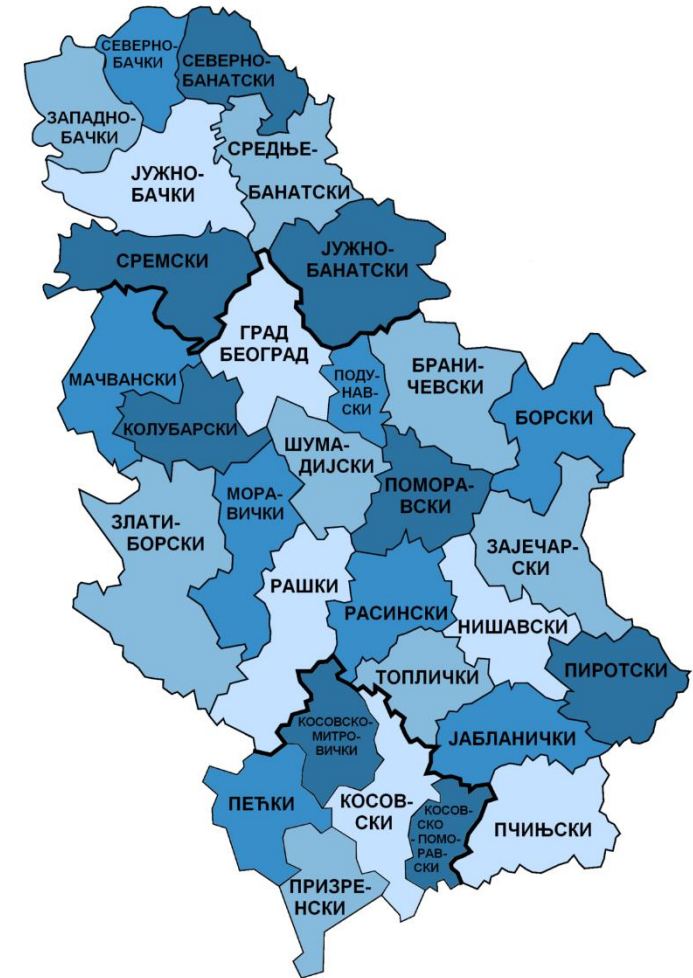 СЕВЕРНО-
БАЧКИ
СЕВЕРНО-
БАНАТСКИ
ЗАПАДНО-
БАЧКИ
ЈУЖНО-
БАЧКИ
СРЕДЊЕ-
БАНАТСКИ
СРЕМСКИ
ЈУЖНО-
БАНАТСКИ
ГРАД
БЕОГРАД
МАЧВАНСКИ
ПОДУ-
НАВ-
СКИ
БРАНИ-
ЧЕВСКИ
БОРСКИ
КОЛУБАРСКИ
ШУМА-
ДИЈСКИ
ПОМОРА-
ВСКИ
ЗЛАТИ-
БОРСКИ
МОРА-
ВИЧКИ
ЗАЈЕЧАР-
СКИ
РАШКИ
РАСИНСКИ
НИШАВСКИ
ТОПЛИЧКИ
ПИРОТСКИ
КОСОВСКО-
МИТРО-
ВИЧКИ
ЈАБЛАНИЧКИ
ПЕЋКИ
КОСОВ-
СКИ
КОСОВ-
СКО
- ПОМО-
РАВ-
СКИ
ПЧИЊСКИ
ПРИЗРЕ-
НСКИ